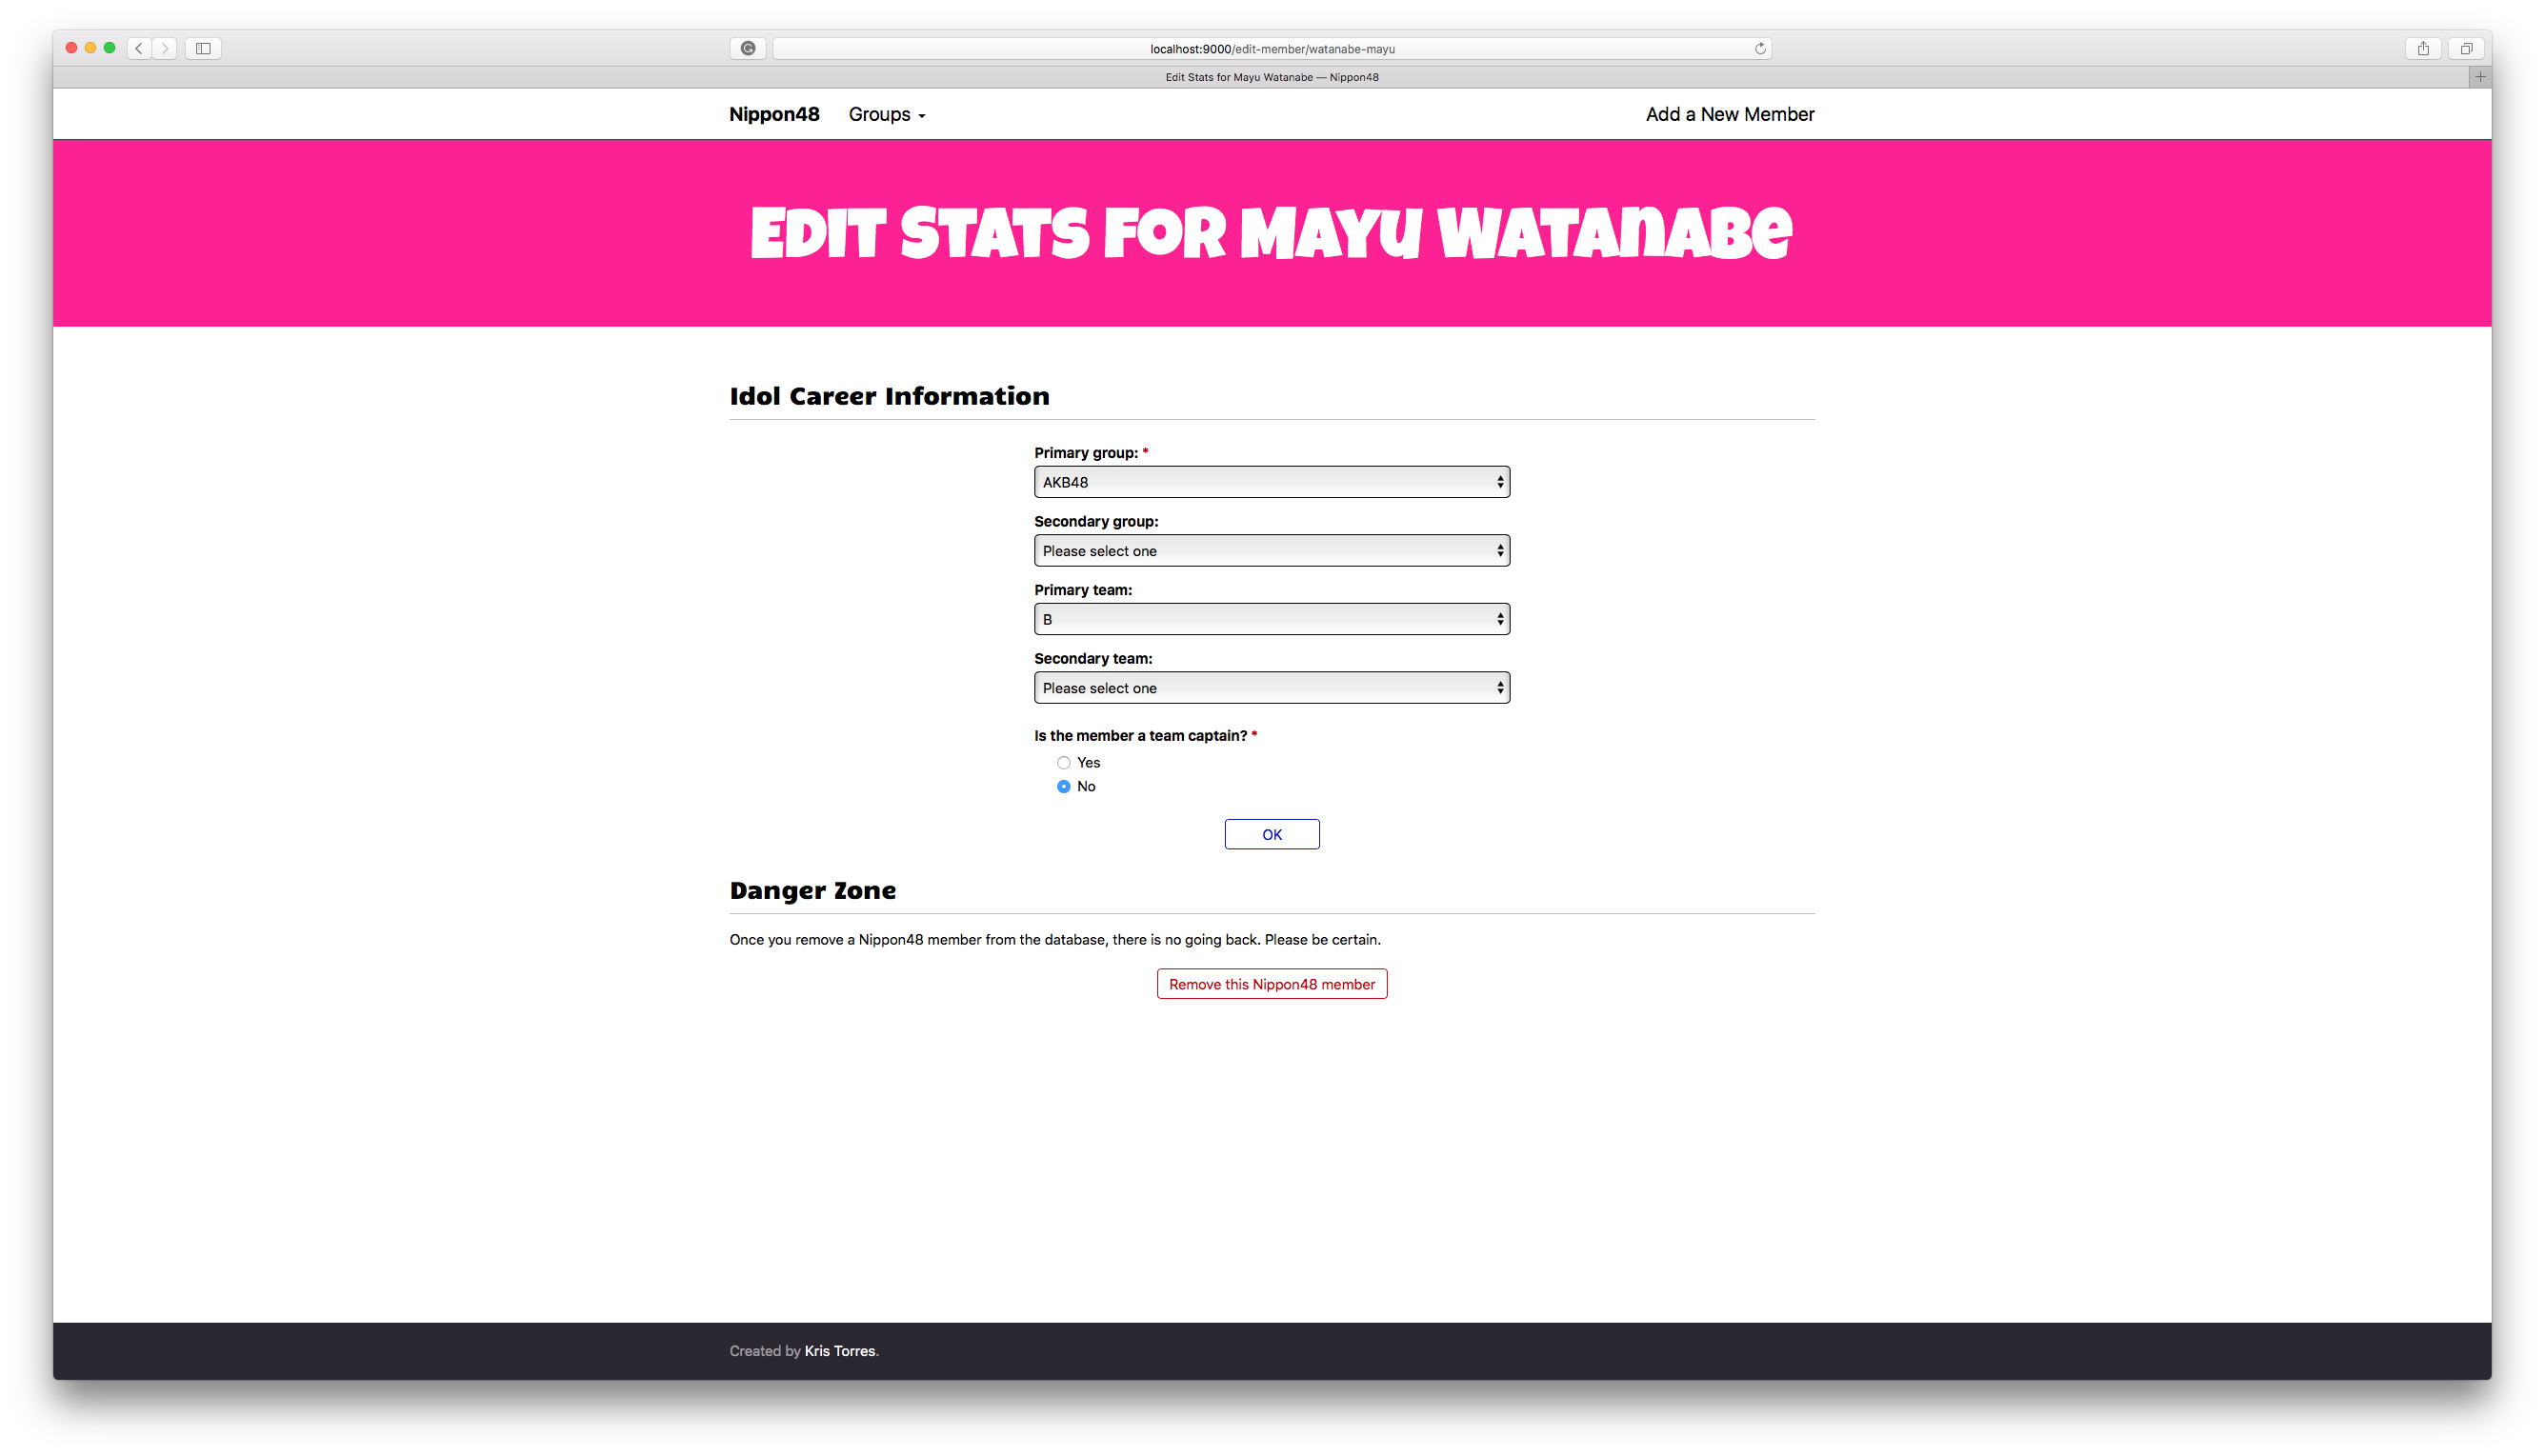 localhost:9000/edit-member/watanabe-mayu
Edit Stats for Mayu Watanabe — Nippon48
Nippon48 Groups Add a New Member
Edit Stats for Mayu Watanabe
Idol Career Information
Primary group: *
AKB48
Secondary group:
Please select one
Primary team:
B
Secondary team:
Please select one
Is the member a team captain? *
Yes
No
OK
Danger Zone
Once you remove a Nippon48 member from the database, there is no going back. Please be certain.
Remove this Nippon48 member
Created by Kris Torres.